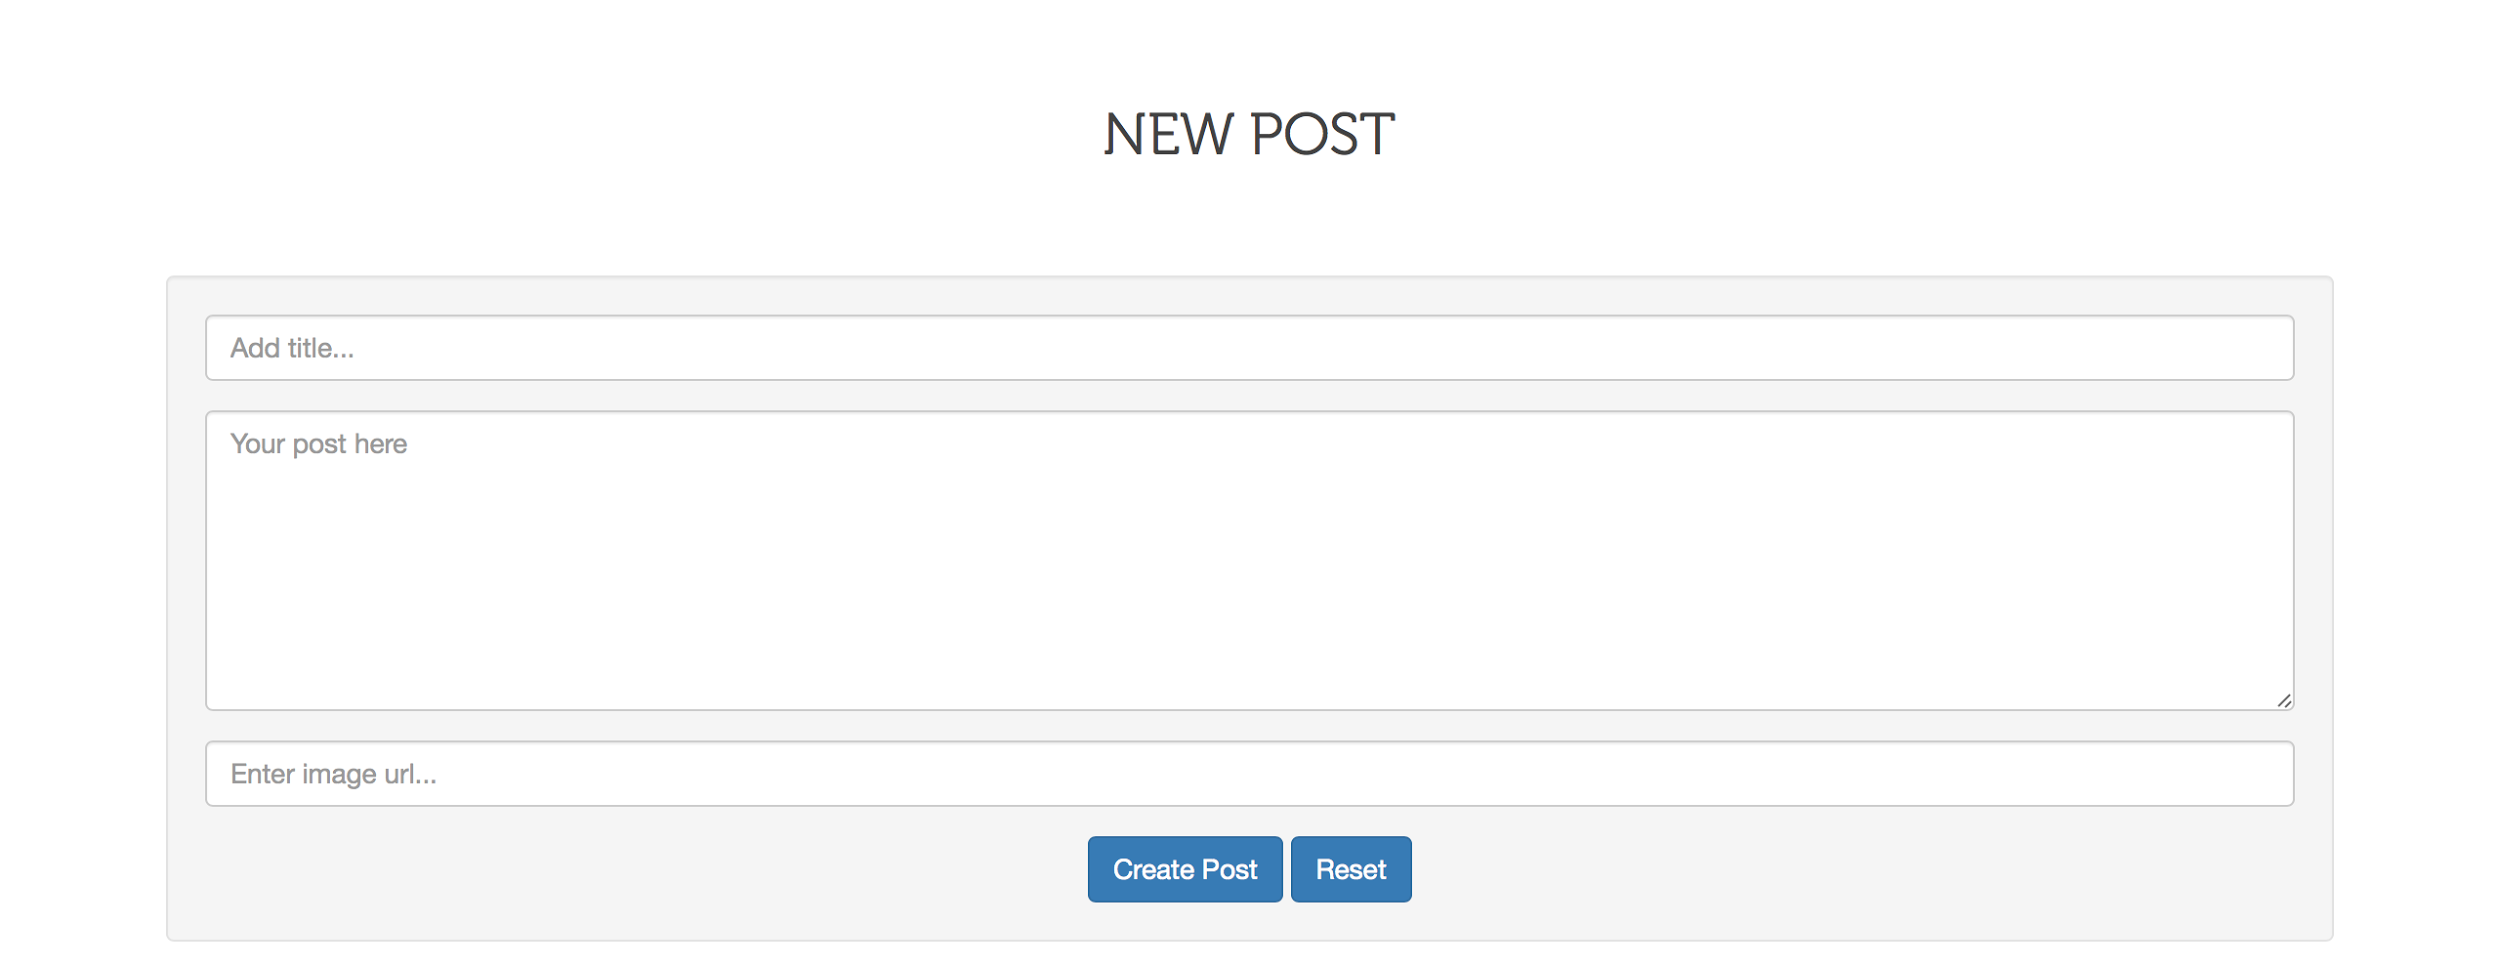 NEW POST
Add title...
Your post here
Enter image url...
Create Post Reset